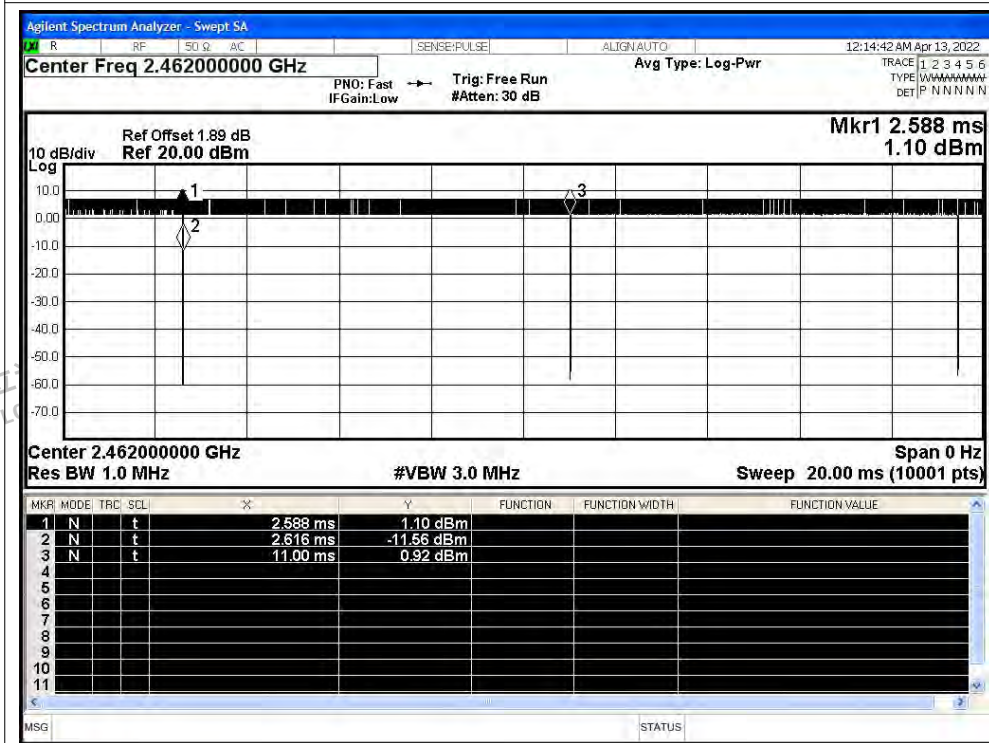 Agilent Spectrum Analyzer - Swept SA
R RF 50 Ω AC SENSE:PULSE ALIGN AUTO 12:14:42 AM Apr 13, 2022
Center Freq 2.462000000 GHz Avg Type: Log-Pwr TRACE 1 2 3 4 5 6
PNO: Fast Trig: Free Run TYPE WWWWWW
IFGain:Low #Atten: 30 dB DET P N N N N N
Ref Offset 1.89 dB Mkr1 2.588 ms
10 dB/div Ref 20.00 dBm 1.10 dBm
Log
10.0 1 3
0.00
2
-10.0
-20.0
-30.0
-40.0
-50.0
-60.0
-70.0
Center 2.462000000 GHz Span 0 Hz
Res BW 1.0 MHz #VBW 3.0 MHz Sweep 20.00 ms (10001 pts)
MKR MODE TRC SCL X Y FUNCTION FUNCTION WIDTH FUNCTION VALUE
1 N t 2.588 ms 1.10 dBm
2 N t 2.616 ms -11.56 dBm
3 N t 11.00 ms 0.92 dBm
4
5
6
7
8
9
10
11
MSG STATUS